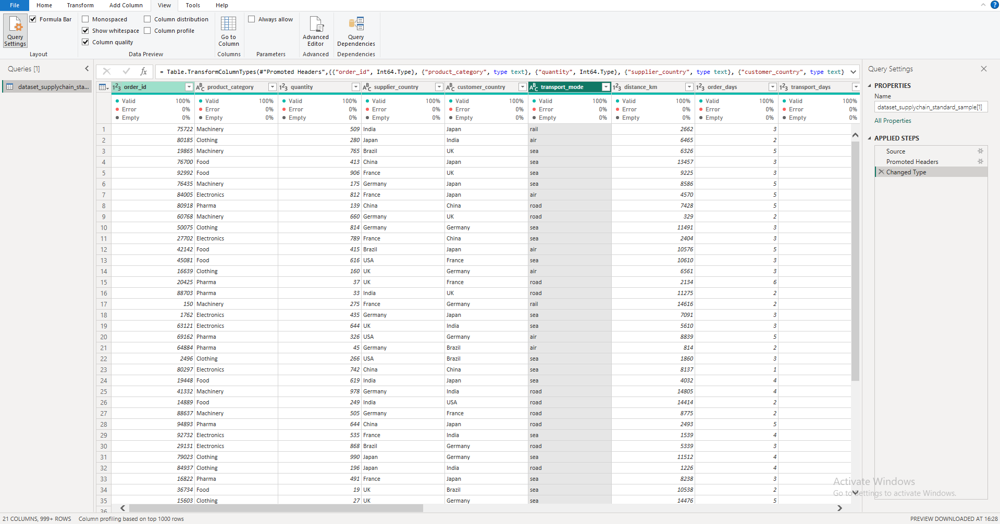 File Home Transform Add Column View Tools Help
Query Settings
Formula Bar
Layout
Monospaced
Show whitespace
Column quality
Column distribution
Column profile
Data Preview
Go to Column
Columns
Always allow
Parameters
Advanced Editor
Advanced
Query Dependencies
Dependencies
Queries [1]
dataset_supplychain_sta...
fx
= Table.TransformColumnTypes(#"Promoted Headers",{{"order_id", Int64.Type}, {"product_category", type text}, {"quantity", Int64.Type}, {"supplier_country", type text}, {"customer_country", type text}
123 order_id ABC product_category 123 quantity ABC supplier_country ABC customer_country ABC transport_mode 123 distance_km 123 order_days 123 transport_days
Valid 100% Valid 100% Valid 100% Valid 100% Valid 100% Valid 100% Valid 100% Valid 100% Valid 100%
Error 0% Error 0% Error 0% Error 0% Error 0% Error 0% Error 0% Error 0% Error 0%
Empty 0% Empty 0% Empty 0% Empty 0% Empty 0% Empty 0% Empty 0% Empty 0% Empty 0%
1 75722 Machinery 509 India Japan rail 2662 3
2 80185 Clothing 280 Japan India air 6465 2
3 19865 Machinery 765 Brazil UK sea 6326 5
4 76700 Food 413 China Japan sea 13457 3
5 92992 Food 906 France UK sea 9225 3
6 76435 Machinery 175 Germany Japan sea 8586 5
7 84005 Electronics 812 France Japan air 4570 5
8 80918 Pharma 139 China China road 7428 5
9 60768 Machinery 660 Germany UK road 329 2
10 50075 Clothing 814 Germany Germany sea 11491 3
11 27702 Electronics 789 France China sea 2404 3
12 42142 Food 415 Brazil Japan air 10576 5
13 45081 Food 616 USA France sea 10610 3
14 16639 Clothing 160 UK Germany air 6561 3
15 20425 Pharma 37 UK France road 2134 6
16 88703 Pharma 33 India UK road 11275 2
17 150 Machinery 275 France Germany rail 14616 2
18 1762 Electronics 435 Germany Japan sea 7091 3
19 63121 Electronics 644 UK India sea 5610 3
20 69162 Pharma 326 USA Germany air 8839 5
21 64884 Pharma 45 Germany Brazil air 814 2
22 2496 Clothing 266 USA Brazil sea 1860 3
23 80297 Electronics 742 China China sea 8137 1
24 19448 Food 619 India Japan sea 4032 4
25 41332 Machinery 978 Germany India road 14805 4
26 14889 Food 249 India USA road 14414 2
27 88637 Machinery 505 Germany France road 8775 2
28 94893 Pharma 644 China Japan road 2493 5
29 92732 Electronics 535 France India sea 1539 4
30 29131 Electronics 868 Brazil Germany road 5339 3
31 79023 Clothing 990 Japan Germany sea 11512 4
32 84937 Clothing 196 Japan India road 1226 4
33 16822 Pharma 491 France Japan sea 8238 3
34 36734 Food 19 UK Brazil sea 10538 2
35 15603 Clothing 27 UK Germany sea 14476 5
36
Query Settings
PROPERTIES
Name
dataset_supplychain_standard_sample[1]
All Properties
APPLIED STEPS
Source
Promoted Headers
Changed Type
Activate Windows
Go to Settings to activate Windows.
21 COLUMNS, 999+ ROWS Column profiling based on top 1000 rows
PREVIEW DOWNLOADED AT 16:28